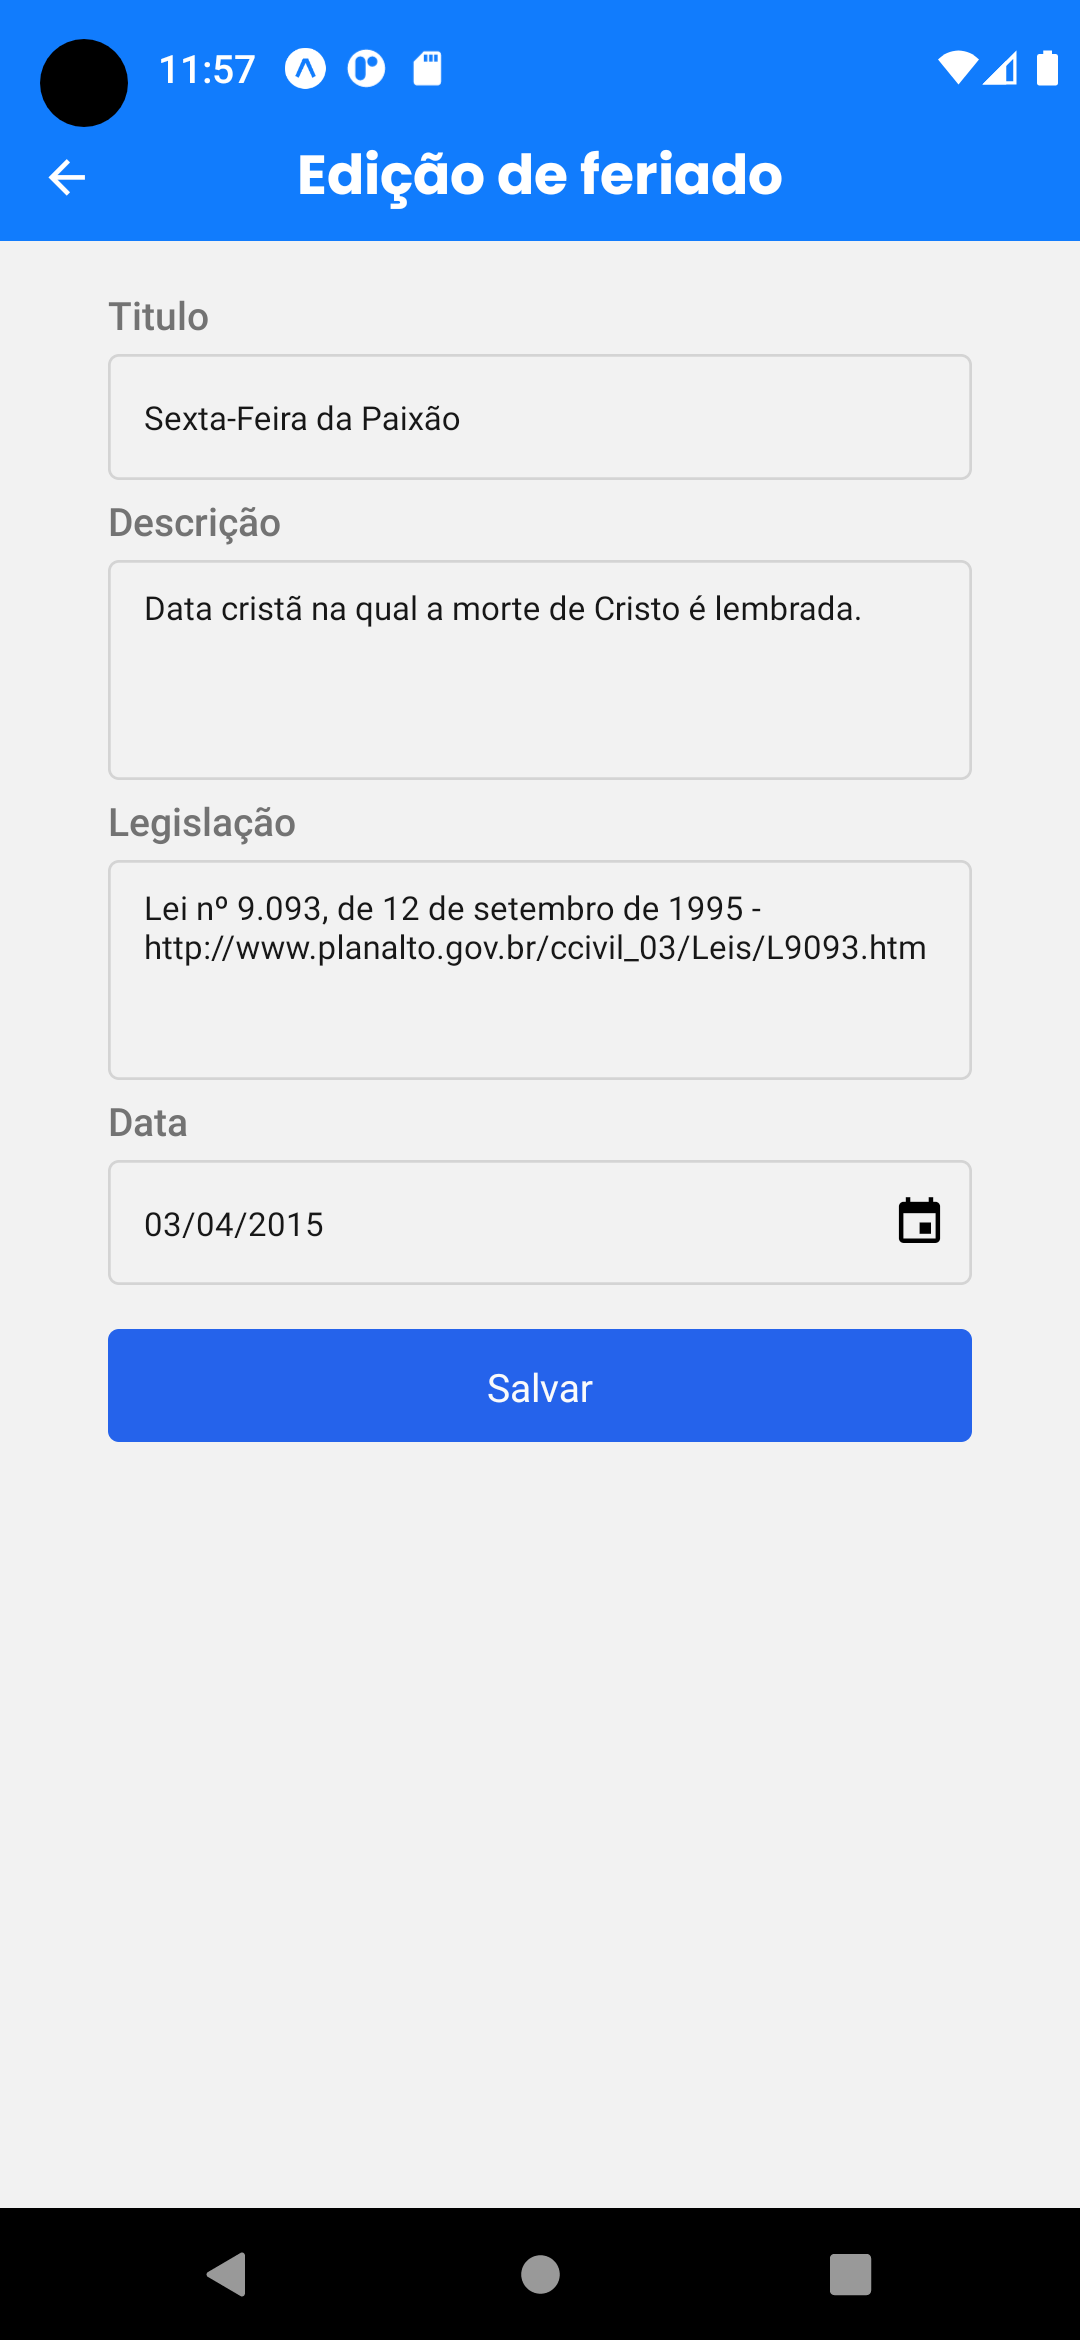 11:57
Edição de feriado
Titulo
Sexta-Feira da Paixão
Descrição
Data cristã na qual a morte de Cristo é lembrada.
Legislação
Lei nº 9.093, de 12 de setembro de 1995 -
http://www.planalto.gov.br/ccivil_03/Leis/L9093.htm
Data
03/04/2015
Salvar